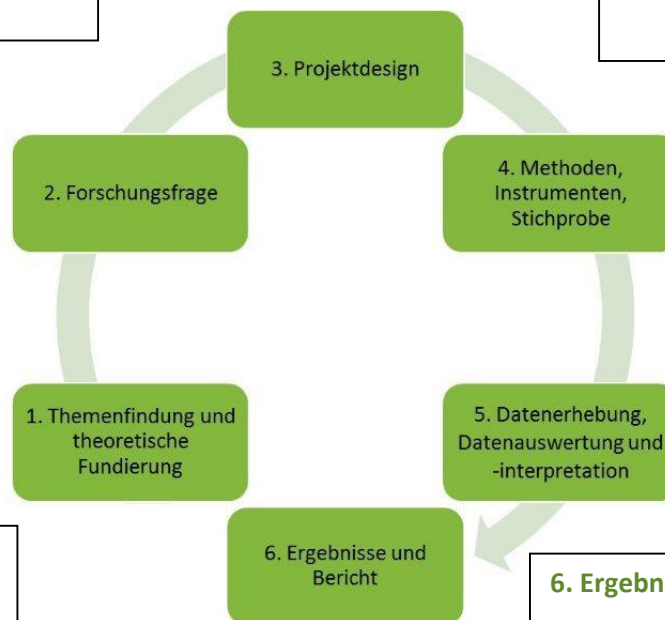 3. Projektdesign
2. Forschungsfrage
4. Methoden,
Instrumenten,
Stichprobe
1. Themenfindung und
theoretische
Fundierung
5. Datenerhebung,
Datenauswertung und
-interpretation
6. Ergebnisse und
Bericht
6. Ergebn